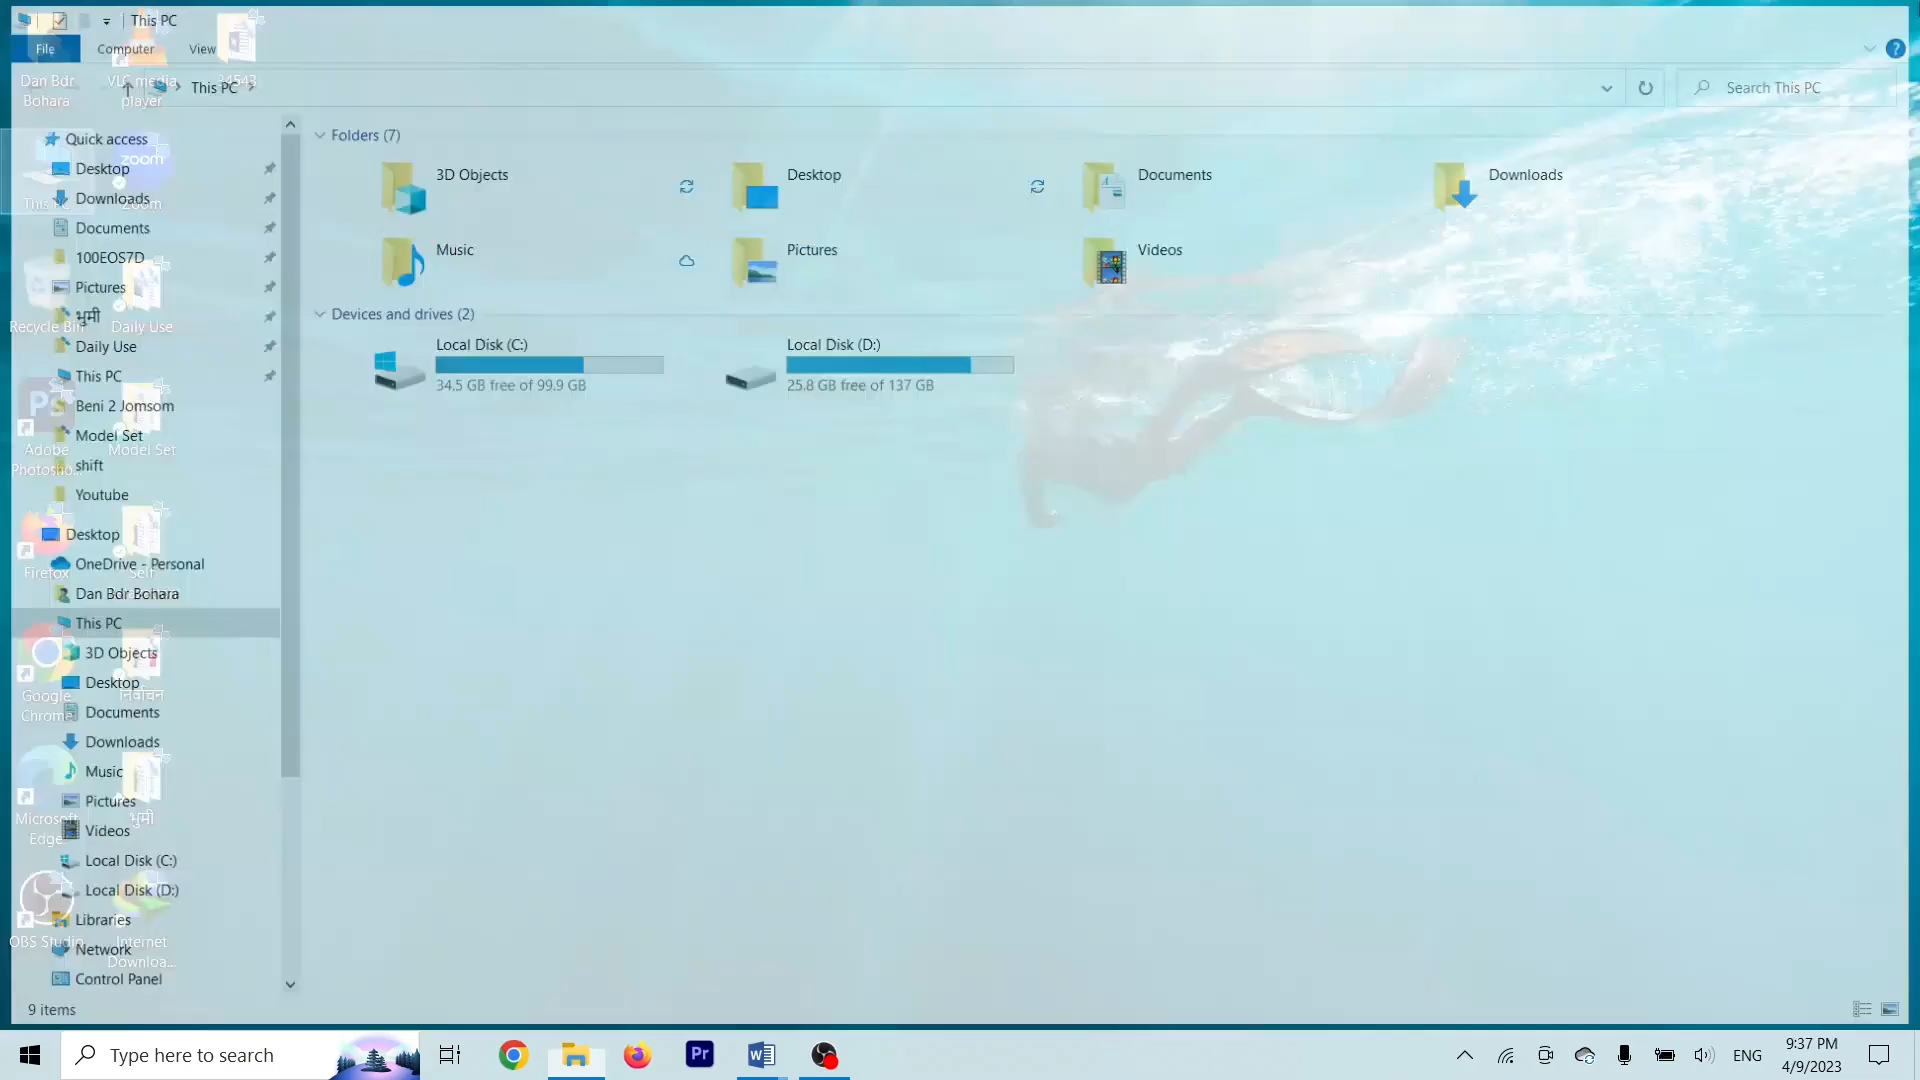 This PC
File Computer View
This PC
Search This PC
Dan Bdr
Bohara
VLC media
player
34543
Quick access
Desktop
Downloads
Documents
100EOS7D
Pictures
भुमी
Daily Use
This PC
Beni 2 Jomsom
Model Set
shift
Youtube
Desktop
OneDrive - Personal
Dan Bdr Bohara
This PC
3D Objects
Desktop
Documents
Downloads
Music
Pictures
Videos
Local Disk (C:)
Local Disk (D:)
Libraries
Network
Control Panel
This PC
zoom
Zoom
Recycle Bin
Daily Use
Ps
Adobe
Photosho...
Model Set
Firefox
Self
Google
Chrome
निर्वाचन
Microsoft
Edge
भुमी
OBS Studio
Internet
Downloa...
Folders (7)
3D Objects
Desktop
Documents
Downloads
Music
Pictures
Videos
Devices and drives (2)
Local Disk (C:)
34.5 GB free of 99.9 GB
Local Disk (D:)
25.8 GB free of 137 GB
9 items
Type here to search
Pr
ENG
9:37 PM
4/9/2023